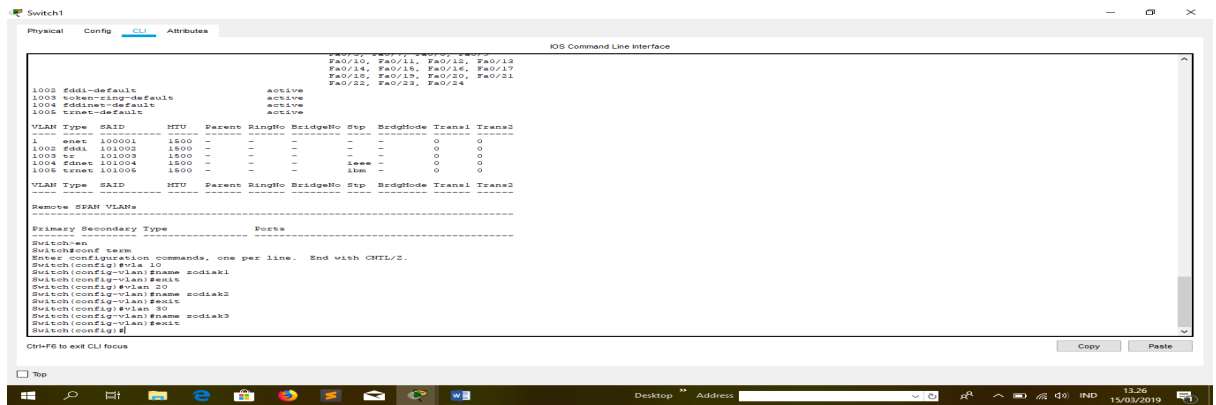 Switch1
Physical Config CLI Attributes
IOS Command Line Interface
Fa0/10, Fa0/11, Fa0/12, Fa0/13
Fa0/14, Fa0/15, Fa0/16, Fa0/17
Fa0/18, Fa0/19, Fa0/20, Fa0/21
Fa0/22, Fa0/23, Fa0/24
1002 fddi-default active
1003 token-ring-default active
1004 fddinet-default active
1005 trnet-default active
VLAN Type SAID MTU Parent RingNo BridgeNo Stp BrdgMode Trans1 Trans2
---- ----- ---------- ----- ------ ------ -------- ---- -------- ------ ------
1 enet 100001 1500 - - - - - 0 0
1002 fddi 101002 1500 - - - - - 0 0
1003 tr 101003 1500 - - - - - 0 0
1004 fdnet 101004 1500 - - - ieee - 0 0
1005 trnet 101005 1500 - - - ibm - 0 0
VLAN Type SAID MTU Parent RingNo BridgeNo Stp BrdgMode Trans1 Trans2
---- ----- ---------- ----- ------ ------ -------- ---- -------- ------ ------
Remote SPAN VLANs
------------------------------------------------------------------------------
Primary Secondary Type Ports
------- --------- ----------------- ------------------------------------------
Switch>en
Switch#conf term
Enter configuration commands, one per line. End with CNTL/Z.
Switch(config)#vla 10
Switch(config-vlan)#name zodiak1
Switch(config-vlan)#exit
Switch(config)#vlan 20
Switch(config-vlan)#name zodiak2
Switch(config-vlan)#exit
Switch(config)#vlan 30
Switch(config-vlan)#name zodiak3
Switch(config-vlan)#exit
Switch(config)#
Ctrl+F6 to exit CLI focus
Copy Paste
Top
Desktop » Address IND 13.26
15/03/2019